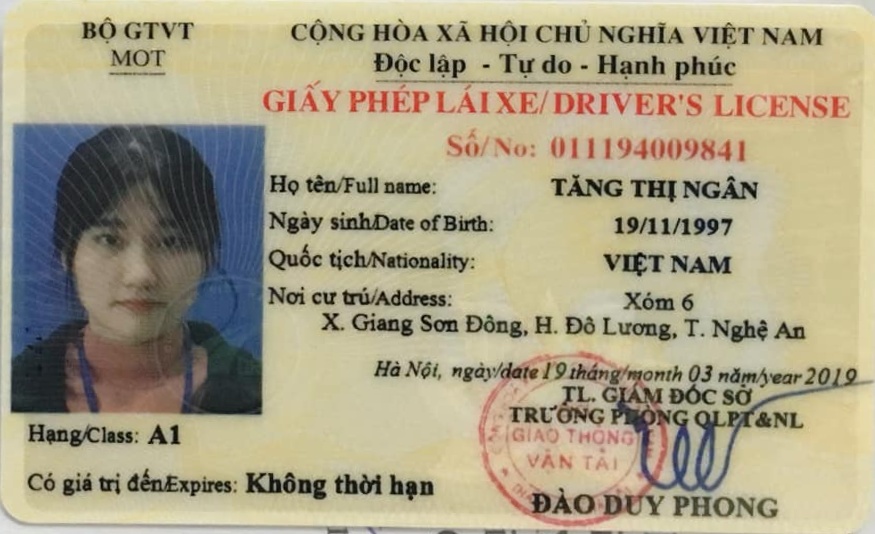 BỘ GTVT
MOT
CỘNG HÒA XÃ HỘI CHỦ NGHĨA VIỆT NAM
Độc lập - Tự do - Hạnh phúc
GIẤY PHÉP LÁI XE/ DRIVER'S LICENSE
Số/No: 011194009841
Họ tên/Full name: TĂNG THỊ NGÂN
Ngày sinh/Date of Birth: 19/11/1997
Quốc tịch/Nationality: VIỆT NAM
Nơi cư trú/Address: Xóm 6
X. Giang Sơn Đông, H. Đô Lương, T. Nghệ An
Hà Nội, ngày/date 19 tháng/month 03 năm/year 2019
TL. GIÁM ĐỐC SỞ
TRƯỞNG PHÒNG QLPT&NL
GIAO THÔNG
VẬN TẢI
ĐÀO DUY PHONG
Hạng/Class: A1
Có giá trị đến/Expires: Không thời hạn